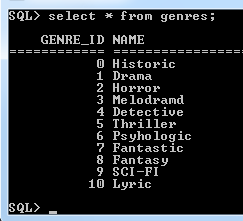 SQL> select * from genres;
GENRE_ID NAME
============ ====================
0 Historic
1 Drama
2 Horror
3 Melodramd
4 Detective
5 Thriller
6 Psyhologic
7 Fantastic
8 Fantasy
9 SCI-FI
10 Lyric
SQL> _